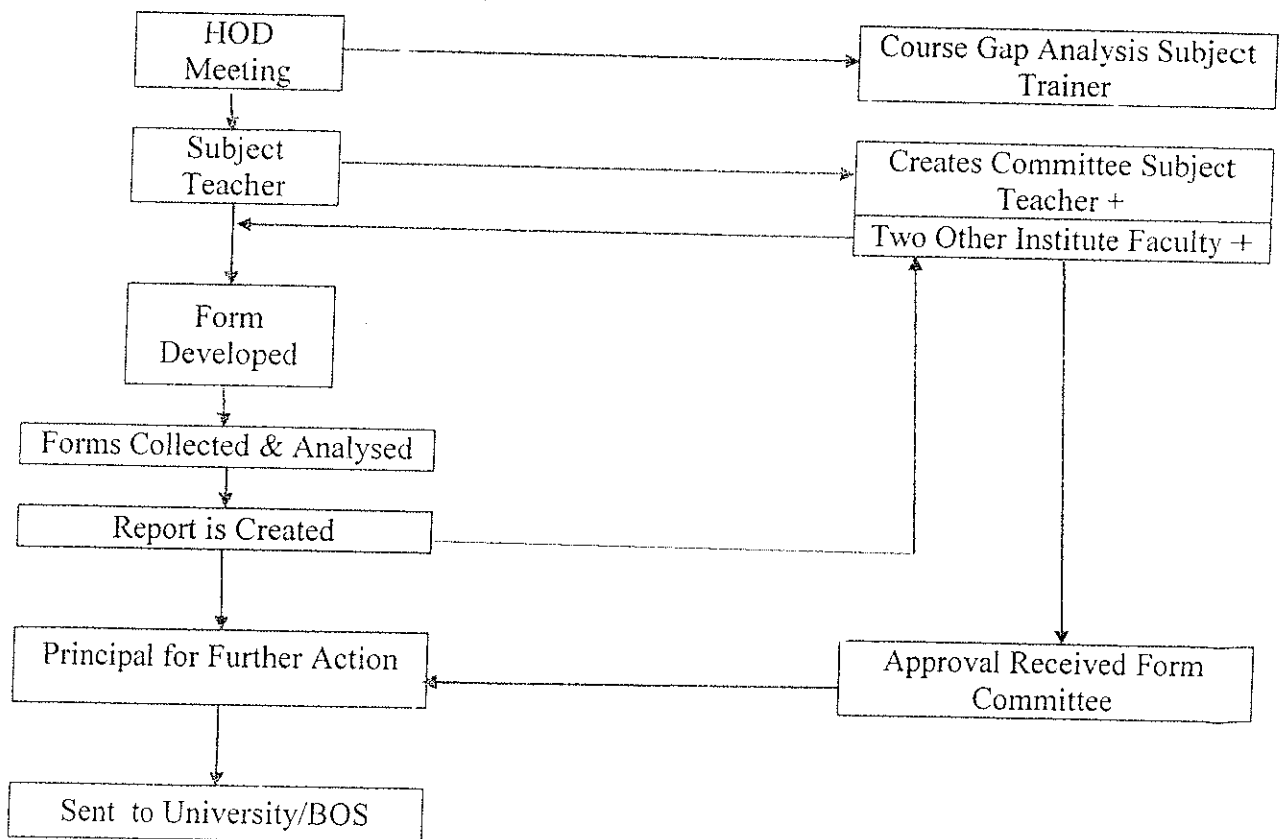 HOD
Meeting
Course Gap Analysis Subject
Trainer
Subject
Teacher
Creates Committee Subject
Teacher +
Two Other Institute Faculty +
Form
Developed
Forms Collected & Analysed
Report is Created
Principal for Further Action
Approval Received Form
Committee
Sent to University/BOS